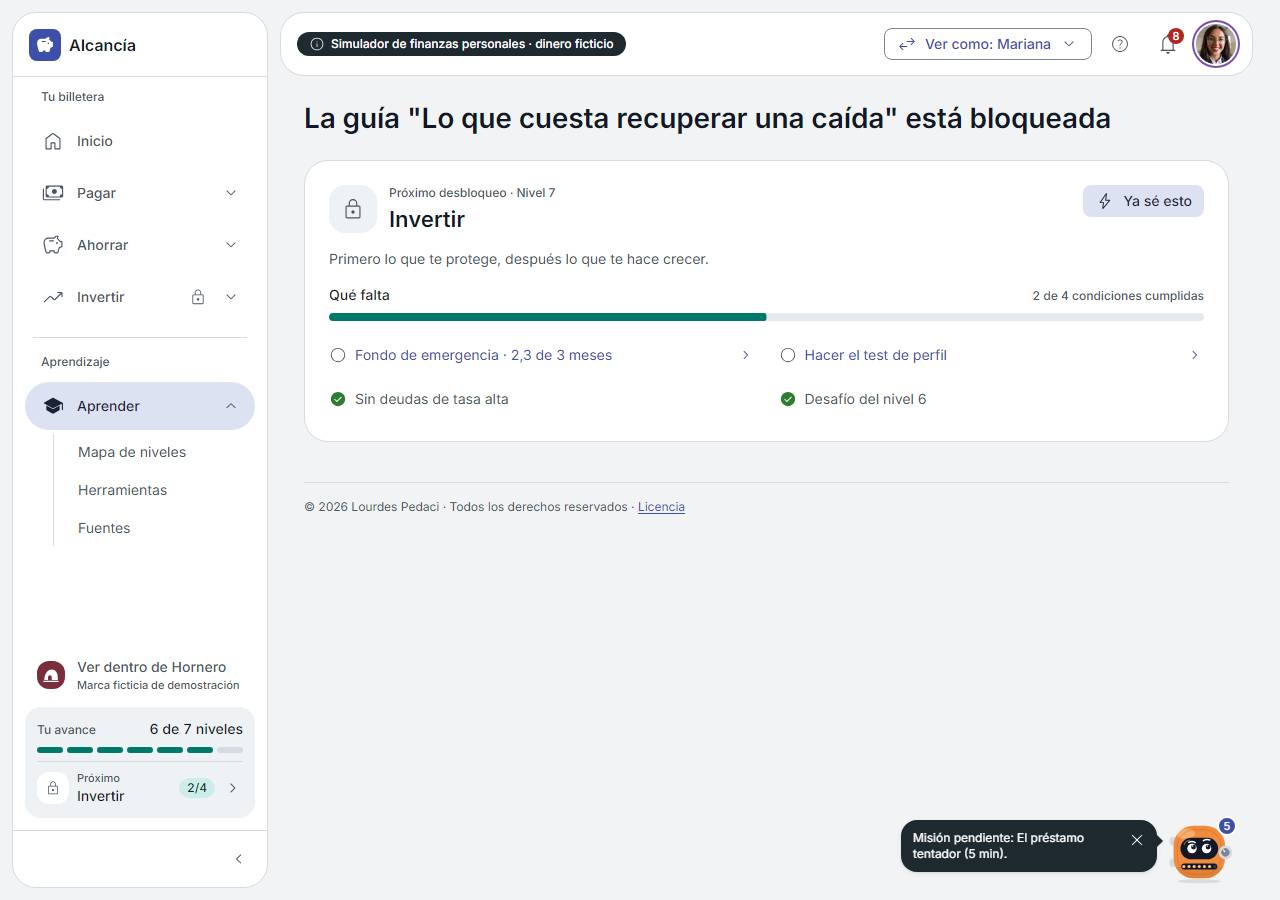 Alcancía
Tu billetera
Inicio
Pagar
Ahorrar
Invertir
Aprendizaje
Aprender
Mapa de niveles
Herramientas
Fuentes
Ver dentro de Hornero
Marca ficticia de demostración
Tu avance 6 de 7 niveles
Próximo
Invertir 2/4
Simulador de finanzas personales · dinero ficticio
Ver como: Mariana
8
La guía "Lo que cuesta recuperar una caída" está bloqueada
Próximo desbloqueo · Nivel 7
Invertir
Ya sé esto
Primero lo que te protege, después lo que te hace crecer.
Qué falta 2 de 4 condiciones cumplidas
Fondo de emergencia · 2,3 de 3 meses
Hacer el test de perfil
Sin deudas de tasa alta
Desafío del nivel 6
© 2026 Lourdes Pedaci · Todos los derechos reservados · Licencia
Misión pendiente: El préstamo
tentador (5 min).
5